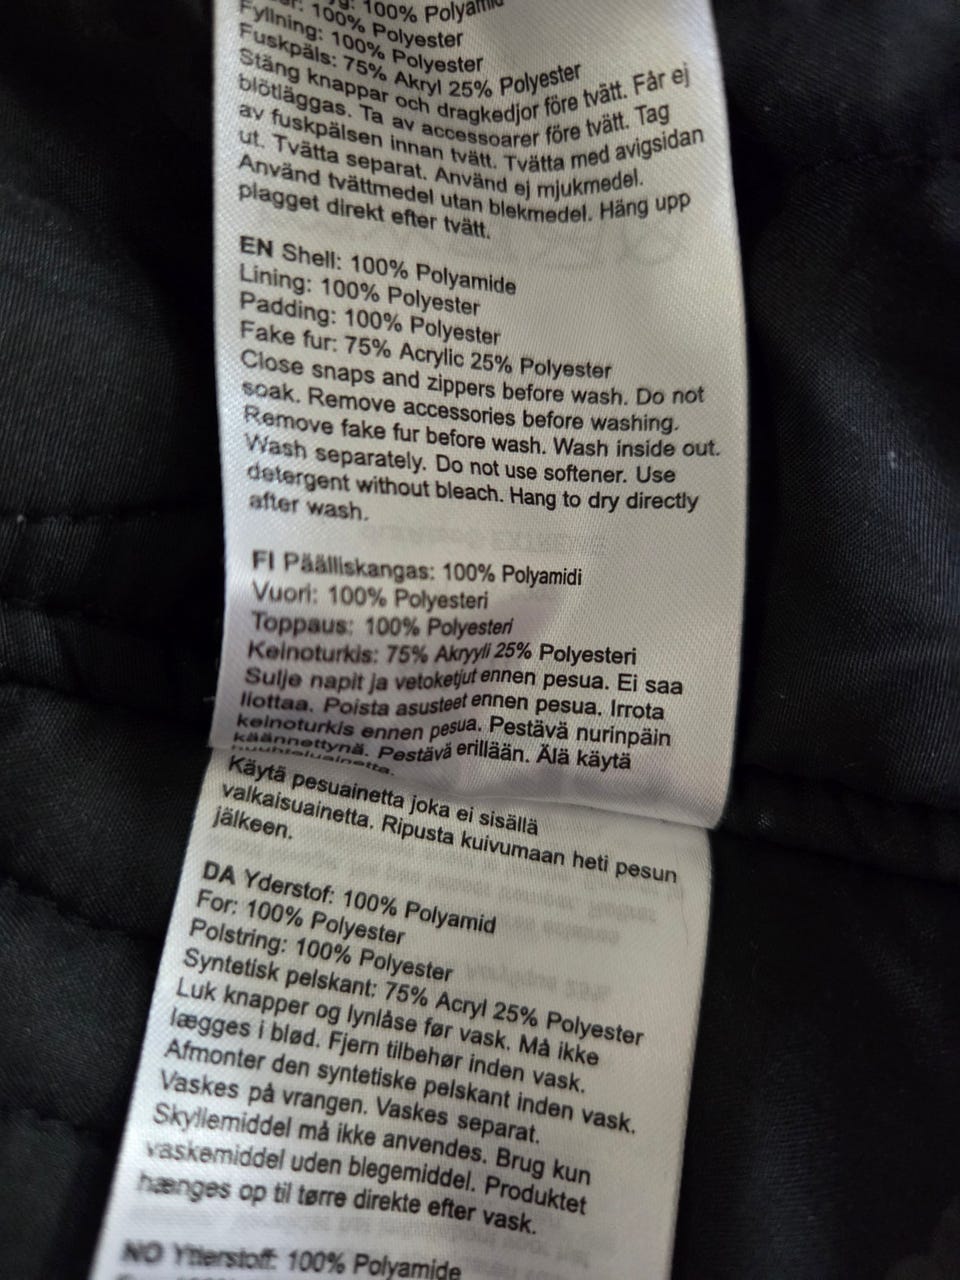 100% Polyamid
100% Polyester
Fyllning: 100% Polyester
Fuskpäls: 75% Akryl 25% Polyester
Stäng knappar och dragkedjor före tvätt. Får ej
blötläggas. Ta av accessoarer före tvätt. Tag
av fuskpälsen innan tvätt. Tvätta med avigsidan
ut. Tvätta separat. Använd ej mjukmedel.
Använd tvättmedel utan blekmedel. Häng upp
plagget direkt efter tvätt.
EN Shell: 100% Polyamide
Lining: 100% Polyester
Padding: 100% Polyester
Fake fur: 75% Acrylic 25% Polyester
Close snaps and zippers before wash. Do not
soak. Remove accessories before washing.
Remove fake fur before wash. Wash inside out.
Wash separately. Do not use softener. Use
detergent without bleach. Hang to dry directly
after wash.
FI Päälliskangas: 100% Polyamidi
Vuori: 100% Polyesteri
Toppaus: 100% Polyesteri
Keinoturkis: 75% Akryyli 25% Polyesteri
Sulje napit ja vetoketjut ennen pesua. Ei saa
liottaa. Poista asusteet ennen pesua. Irrota
keinoturkis ennen pesua. Pestävä nurinpäin
käännettynä. Pestävä erillään. Älä käytä
huuhteluainetta.
Käytä pesuainetta joka ei sisällä
valkaisuainetta. Ripusta kuivumaan heti pesun
jälkeen.
DA Yderstof: 100% Polyamid
For: 100% Polyester
Polstring: 100% Polyester
Syntetisk pelskant: 75% Acryl 25% Polyester
Luk knapper og lynlåse før vask. Må ikke
lægges i blød. Fjern tilbehør inden vask.
Afmonter den syntetiske pelskant inden vask.
Vaskes på vrangen. Vaskes separat.
Skyllemiddel må ikke anvendes. Brug kun
vaskemiddel uden blegemiddel. Produktet
hænges op til tørre direkte efter vask.
NO Ytterstoff: 100% Polyamide